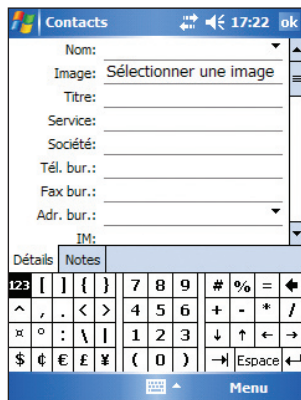 Contacts 17:22 ok
Nom:
Image: Sélectionner une image
Titre:
Service:
Société:
Tél. bur.:
Fax bur.:
Adr. bur.:
IM:
Détails Notes
123 [ ] { } 7 8 9 # % = ←
^ , . < > 4 5 6 + - * /
¤ ° : \ | 1 2 3 ↓ ↑ ← →
$ ¢ € £ ¥ ( 0 ) →| Espace ↵
Menu